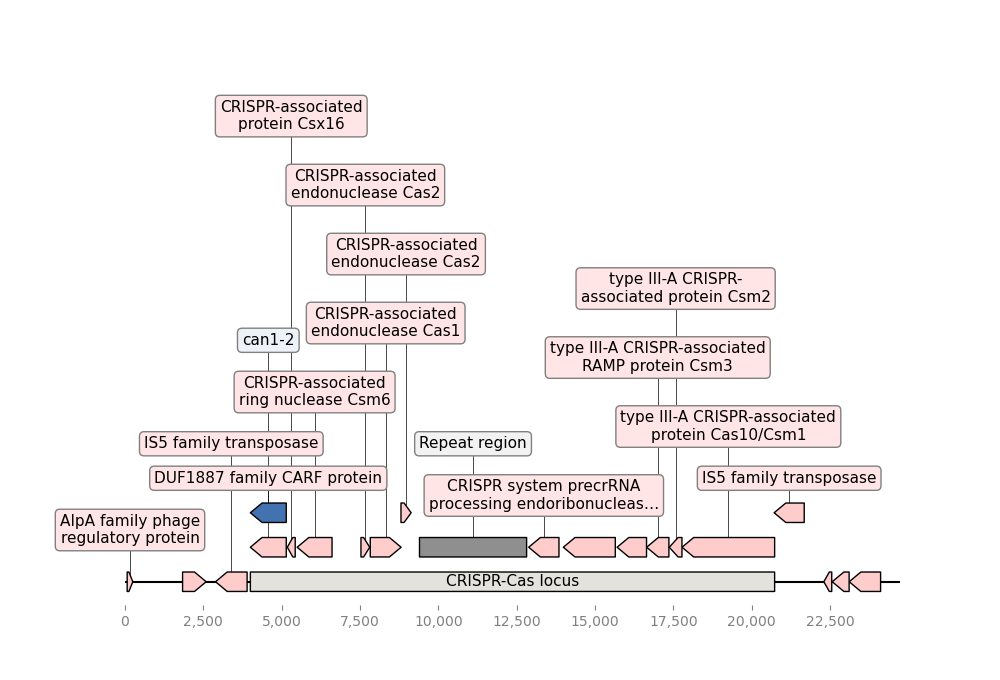 CRISPR-associated
protein Csx16
CRISPR-associated
endonuclease Cas2
CRISPR-associated
endonuclease Cas2
type III-A CRISPR-
associated protein Csm2
CRISPR-associated
endonuclease Cas1
can1-2
type III-A CRISPR-associated
RAMP protein Csm3
CRISPR-associated
ring nuclease Csm6
type III-A CRISPR-associated
protein Cas10/Csm1
IS5 family transposase
Repeat region
DUF1887 family CARF protein
IS5 family transposase
CRISPR system precrRNA
processing endoribonucleas...
AlpA family phage
regulatory protein
CRISPR-Cas locus
0
2,500
5,000
7,500
10,000
12,500
15,000
17,500
20,000
22,500